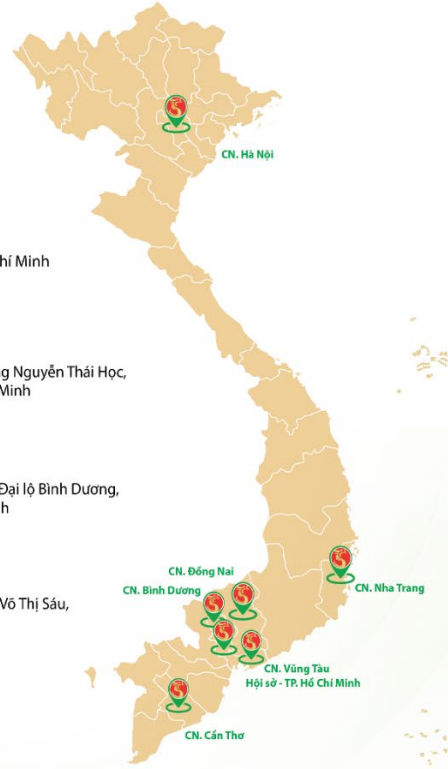 CN. Hà Nội
hí Minh
g Nguyễn Thái Học,
Minh
Đại lộ Bình Dương,
h
Võ Thị Sáu,
CN. Đồng Nai
CN. Bình Dương
CN. Nha Trang
CN. Vũng Tàu
Hội sở - TP. Hồ Chí Minh
CN. Cần Thơ